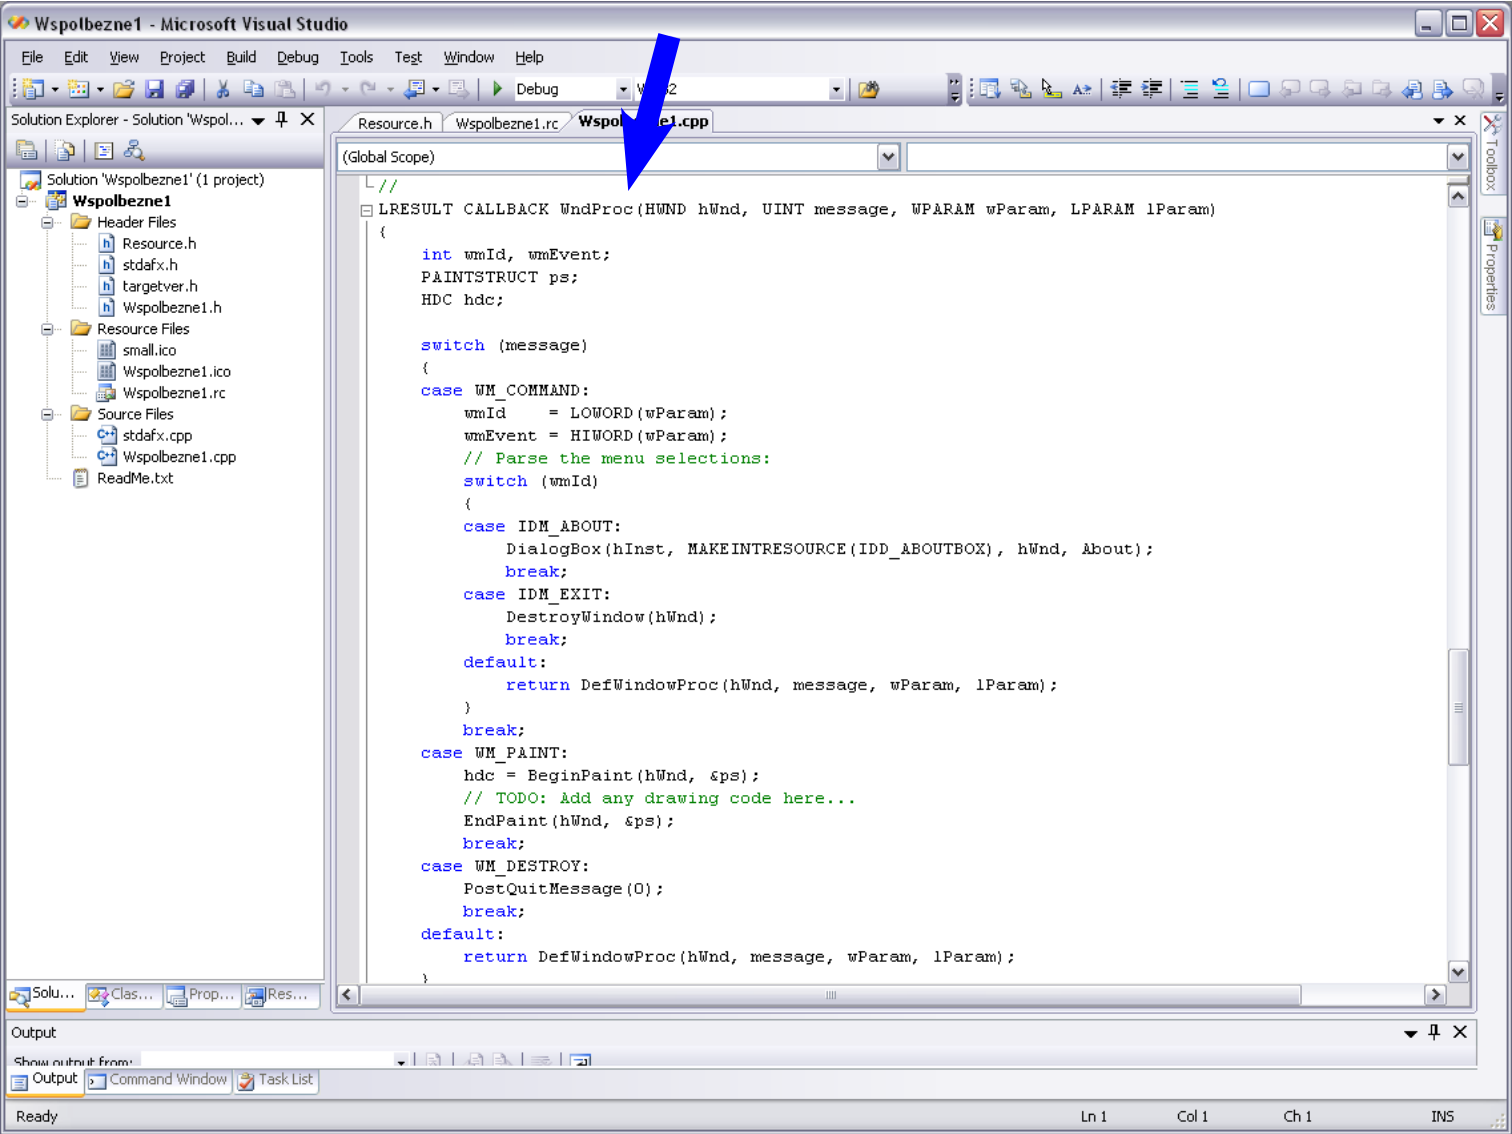 Wspolbezne1 - Microsoft Visual Studio
File Edit View Project Build Debug Tools Test Window Help
Debug
Solution Explorer - Solution 'Wspol...
Resource.h Wspolbezne1.rc
(Global Scope)
Solution 'Wspolbezne1' (1 project)
Wspolbezne1
Header Files
Resource.h
stdafx.h
targetver.h
Wspolbezne1.h
Resource Files
small.ico
Wspolbezne1.ico
Wspolbezne1.rc
Source Files
stdafx.cpp
Wspolbezne1.cpp
ReadMe.txt
Solu... Clas... Prop... Res...
//
LRESULT CALLBACK WndProc(HWND hWnd, UINT message, WPARAM wParam, LPARAM lParam)
{
int wmId, wmEvent;
PAINTSTRUCT ps;
HDC hdc;
switch (message)
{
case WM_COMMAND:
wmId    = LOWORD(wParam);
wmEvent = HIWORD(wParam);
// Parse the menu selections:
switch (wmId)
{
case IDM_ABOUT:
DialogBox(hInst, MAKEINTRESOURCE(IDD_ABOUTBOX), hWnd, About);
break;
case IDM_EXIT:
DestroyWindow(hWnd);
break;
default:
return DefWindowProc(hWnd, message, wParam, lParam);
}
break;
case WM_PAINT:
hdc = BeginPaint(hWnd, &ps);
// TODO: Add any drawing code here...
EndPaint(hWnd, &ps);
break;
case WM_DESTROY:
PostQuitMessage(0);
break;
default:
return DefWindowProc(hWnd, message, wParam, lParam);
}
Toolbox
Properties
Output
Show output from:
Output Command Window Task List
Ready Ln 1 Col 1 Ch 1 INS